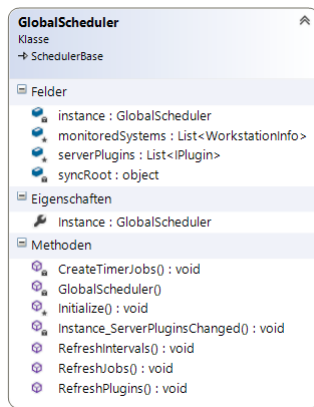 GlobalScheduler
Klasse
SchedulerBase
Felder
instance : GlobalScheduler
monitoredSystems : List<WorkstationInfo>
serverPlugins : List<IPlugin>
syncRoot : object
Eigenschaften
Instance : GlobalScheduler
Methoden
CreateTimerJobs() : void
GlobalScheduler()
Initialize() : void
Instance_ServerPluginsChanged() : void
RefreshIntervals() : void
RefreshJobs() : void
RefreshPlugins() : void